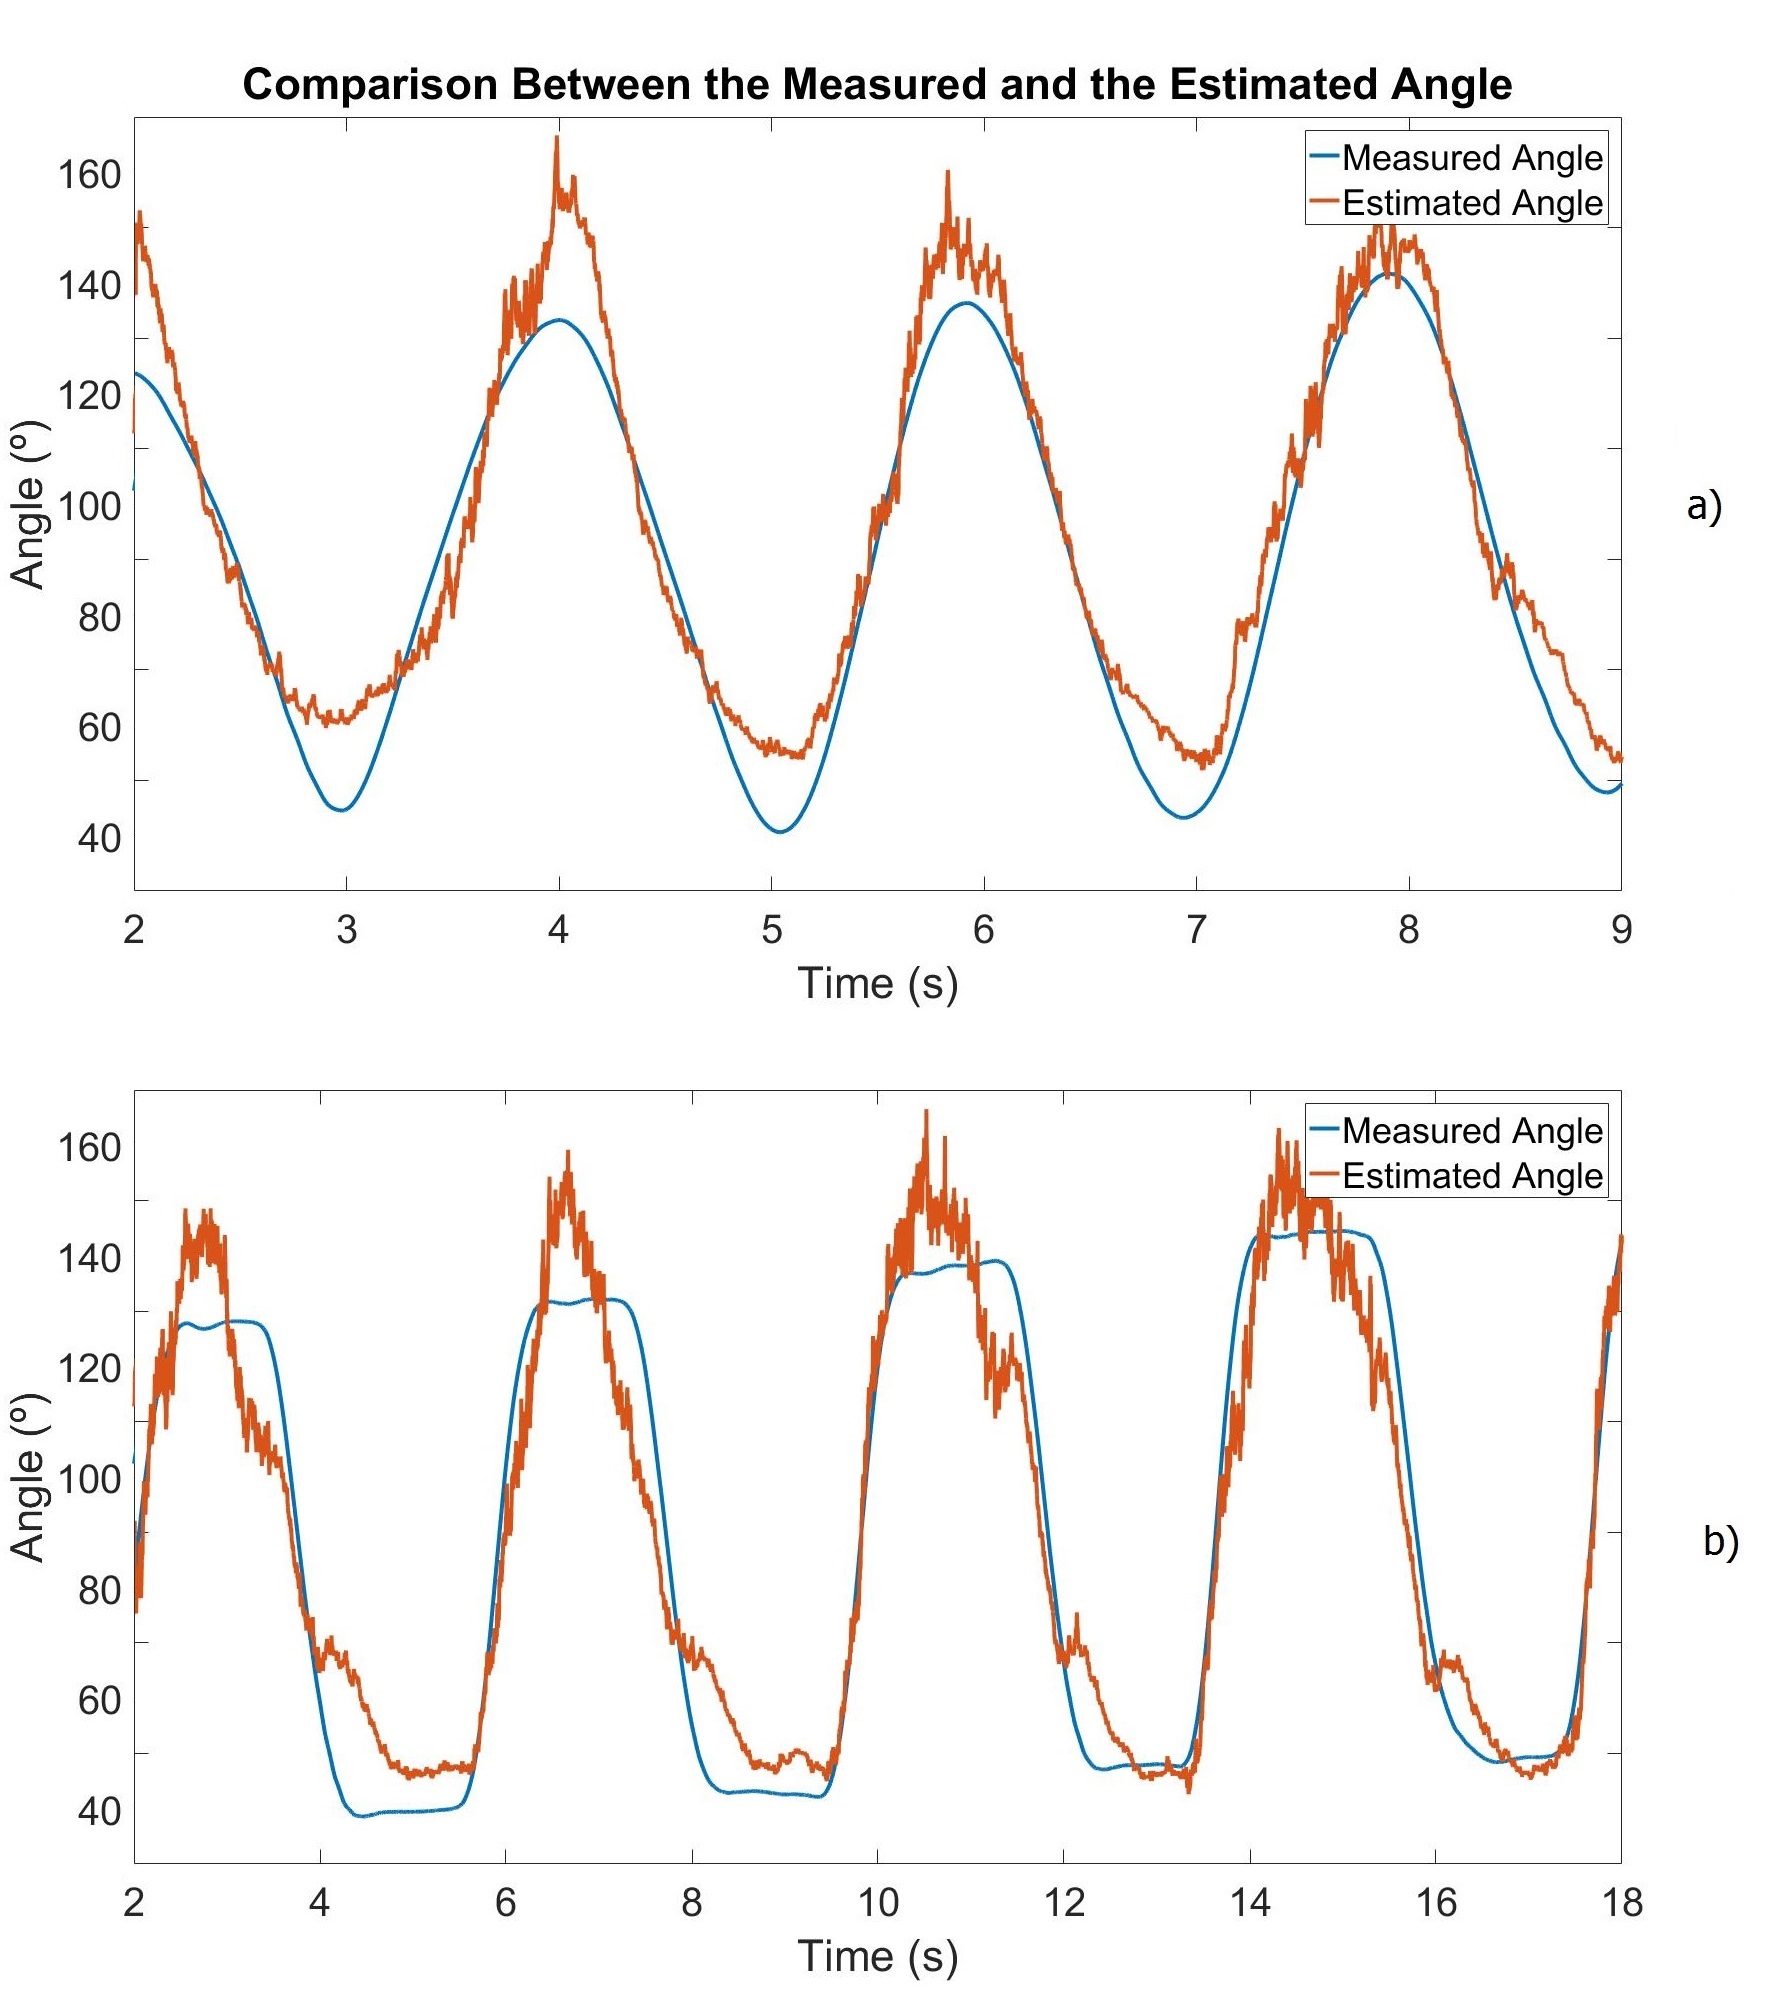 Comparison Between the Measured and the Estimated Angle
Measured Angle
Estimated Angle
160
140
120
100
80
60
40
Angle (º)
a)
2 3 4 5 6 7 8 9
Time (s)
Measured Angle
Estimated Angle
160
140
120
100
80
60
40
Angle (º)
b)
2 4 6 8 10 12 14 16 18
Time (s)